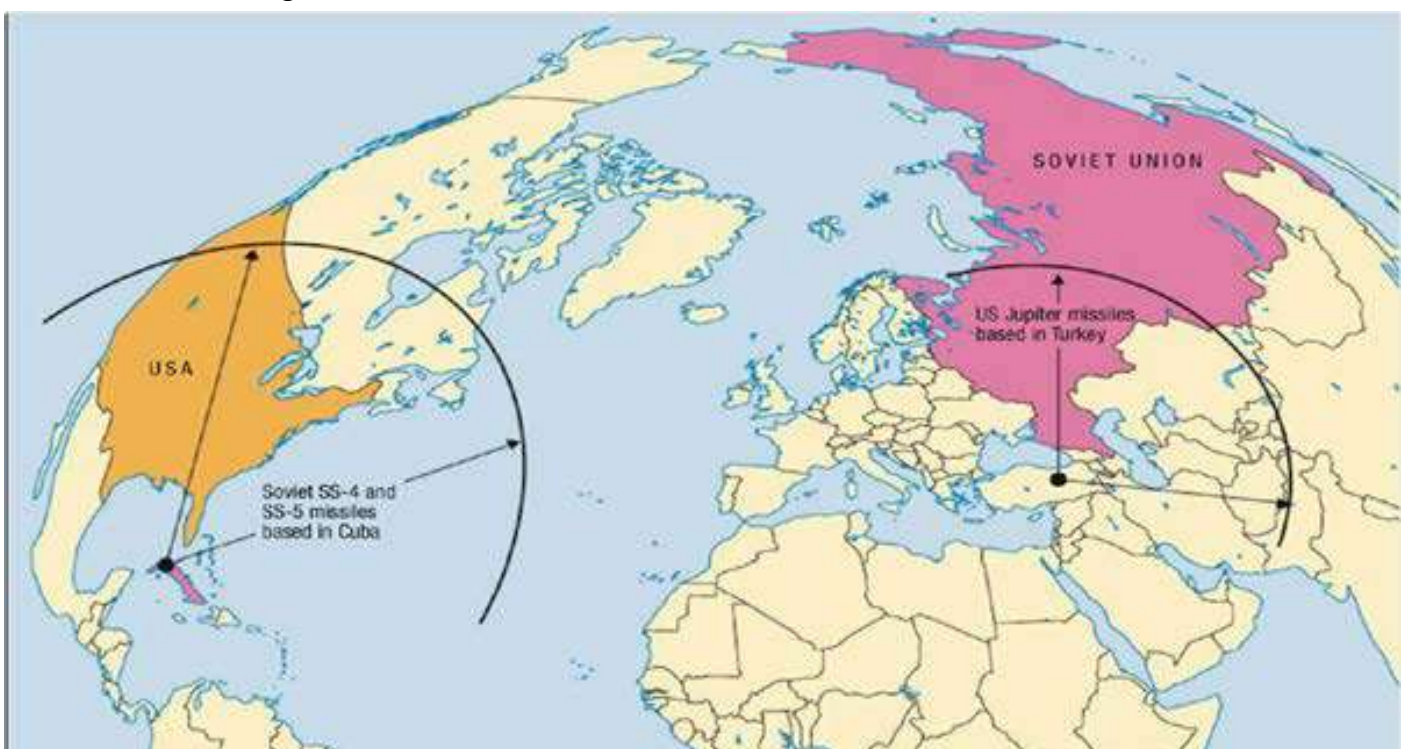 SOVIET UNION
US Jupiter missiles
based in Turkey
USA
Soviet SS-4 and
SS-5 missiles
based in Cuba